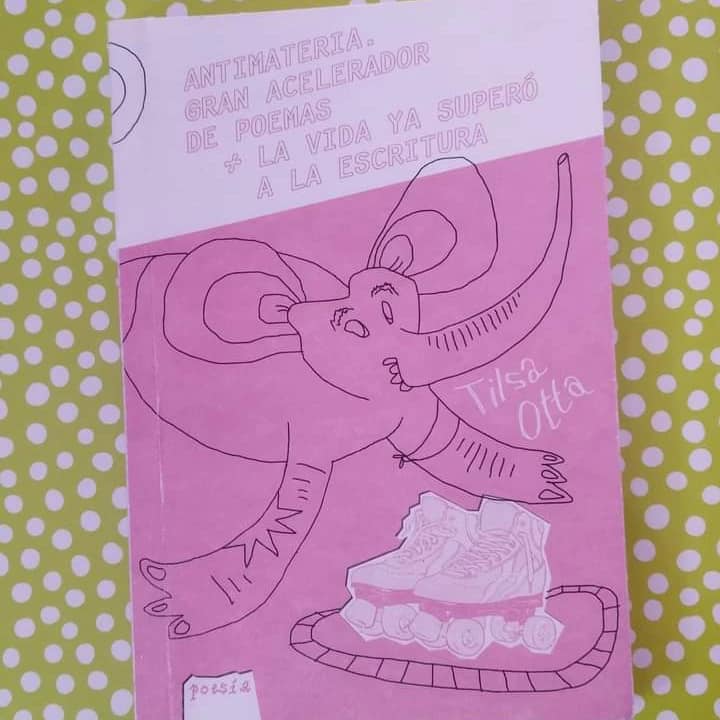 ANTIMATERIA.
GRAN ACELERADOR
DE POEMAS
+ LA VIDA YA SUPERÓ
A LA ESCRITURA
Tilsa
Otta
poesía